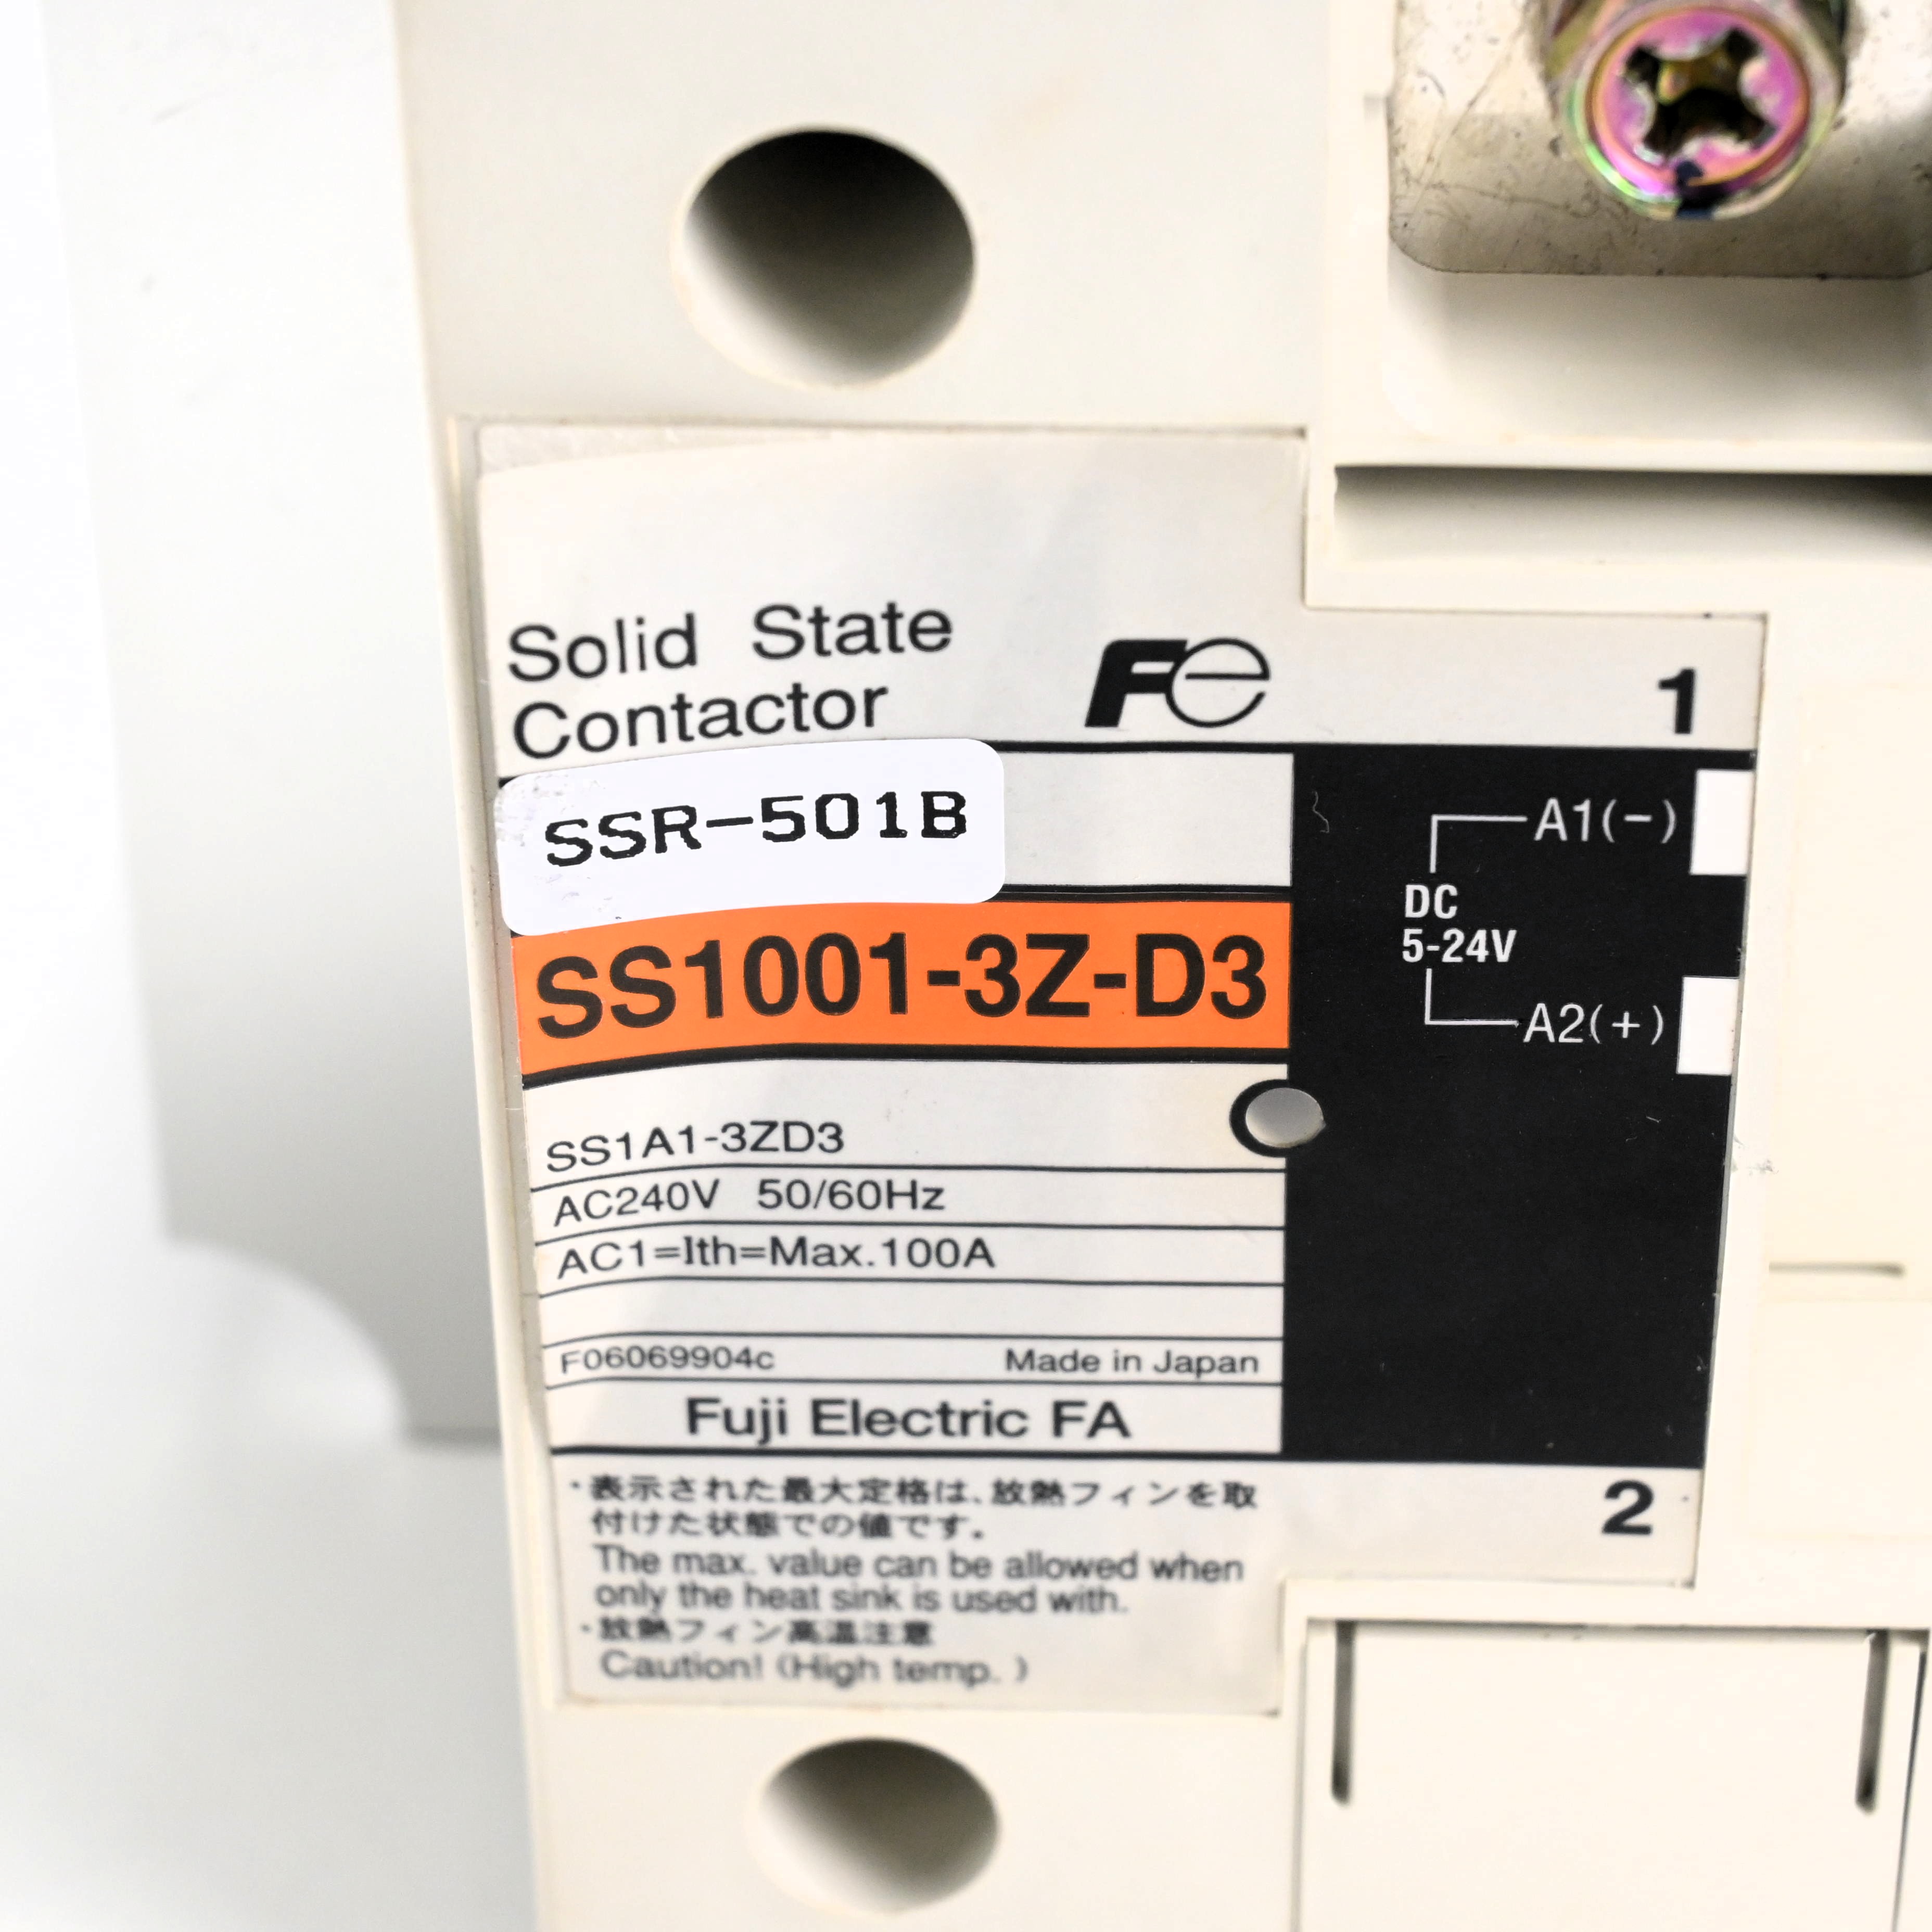 Solid State
Contactor
Fe
1
SSR-501B
SS1001-3Z-D3
A1(-)
DC
5-24V
A2(+)
SS1A1-3ZD3
AC240V 50/60Hz
AC1=Ith=Max.100A
F06069904c Made in Japan
Fuji Electric FA
2
・表示された最大定格は、放熱フィンを取
付けた状態での値です。
The max. value can be allowed when
only the heat sink is used with.
・放熱フィン高温注意
Caution! (High temp. )